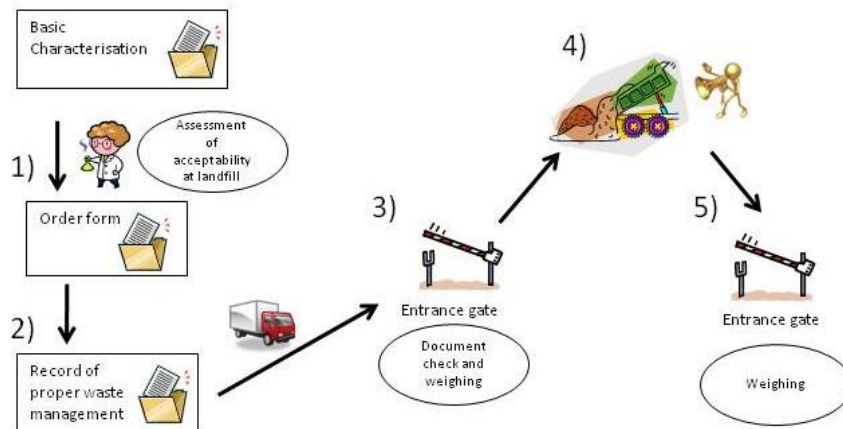 Basic
Characterisation
1)
Assessment
of
acceptability
at landfill
Order form
2)
Record of
proper waste
management
3)
Entrance gate
Document
check and
weighing
4)
5)
Entrance gate
Weighing